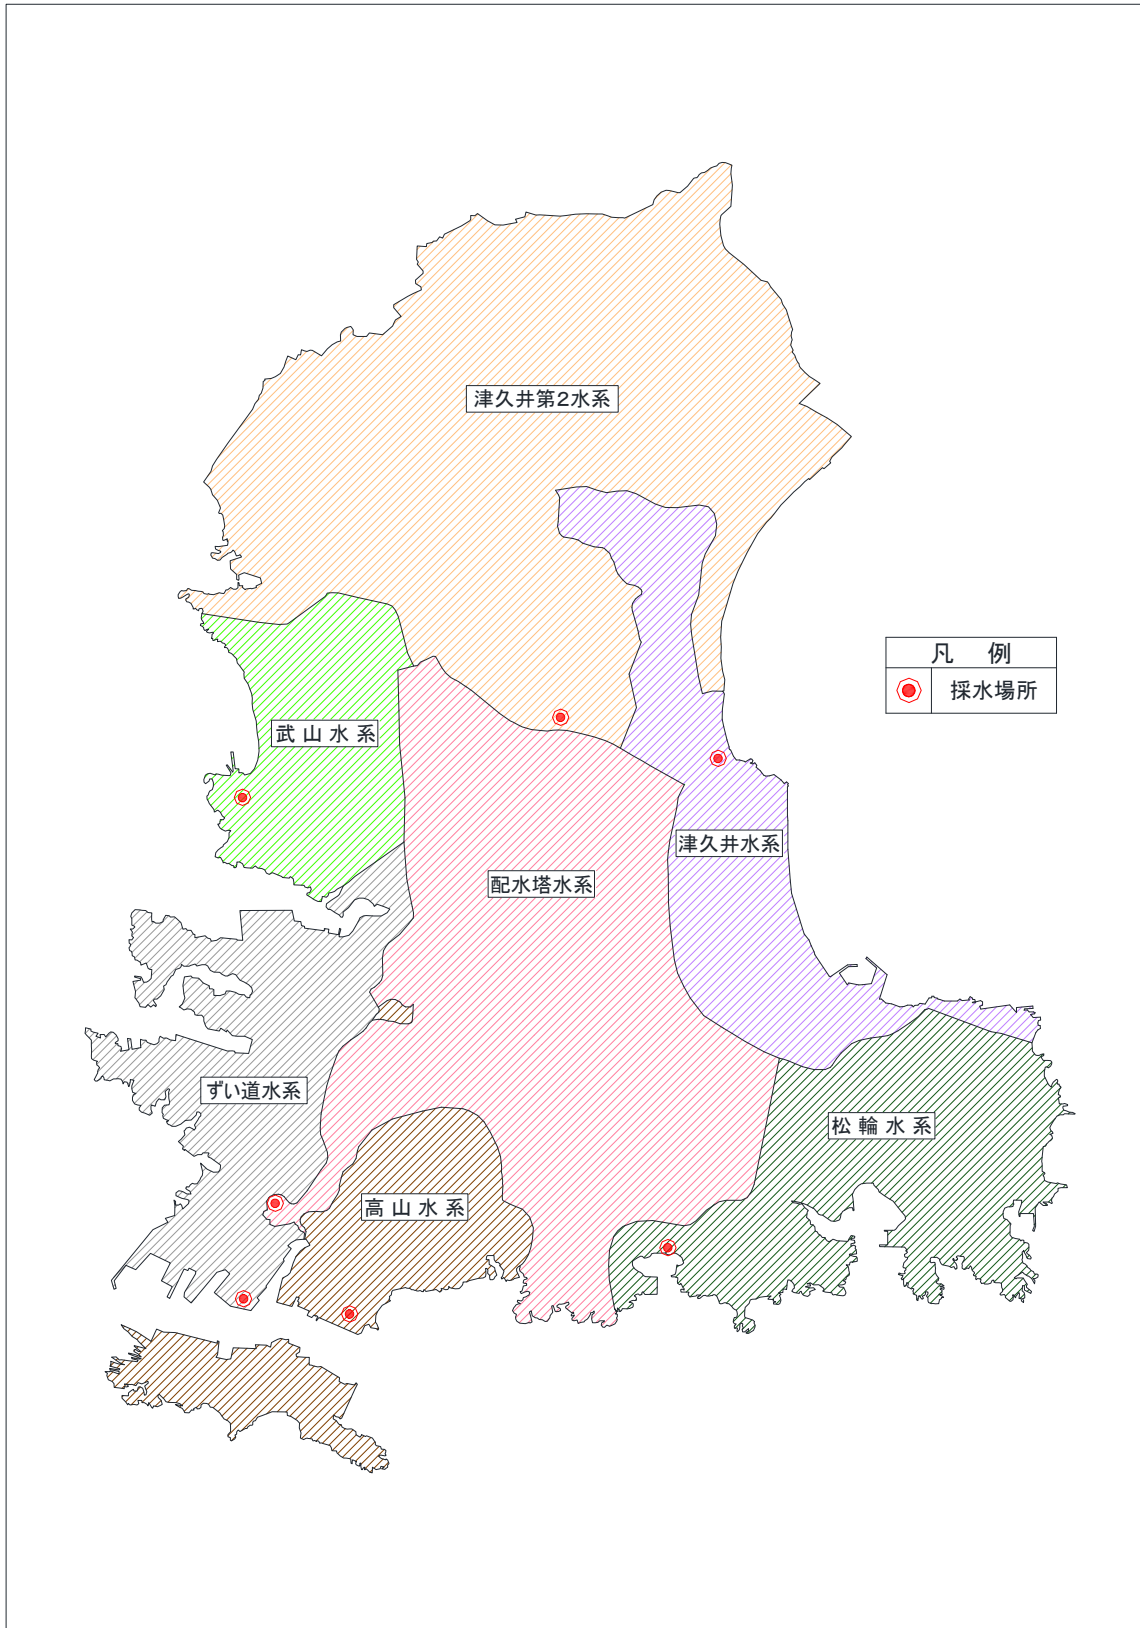 津久井第2水系
凡 例
採水場所
武山水系
津久井水系
配水塔水系
ずい道水系
松輪水系
高山水系